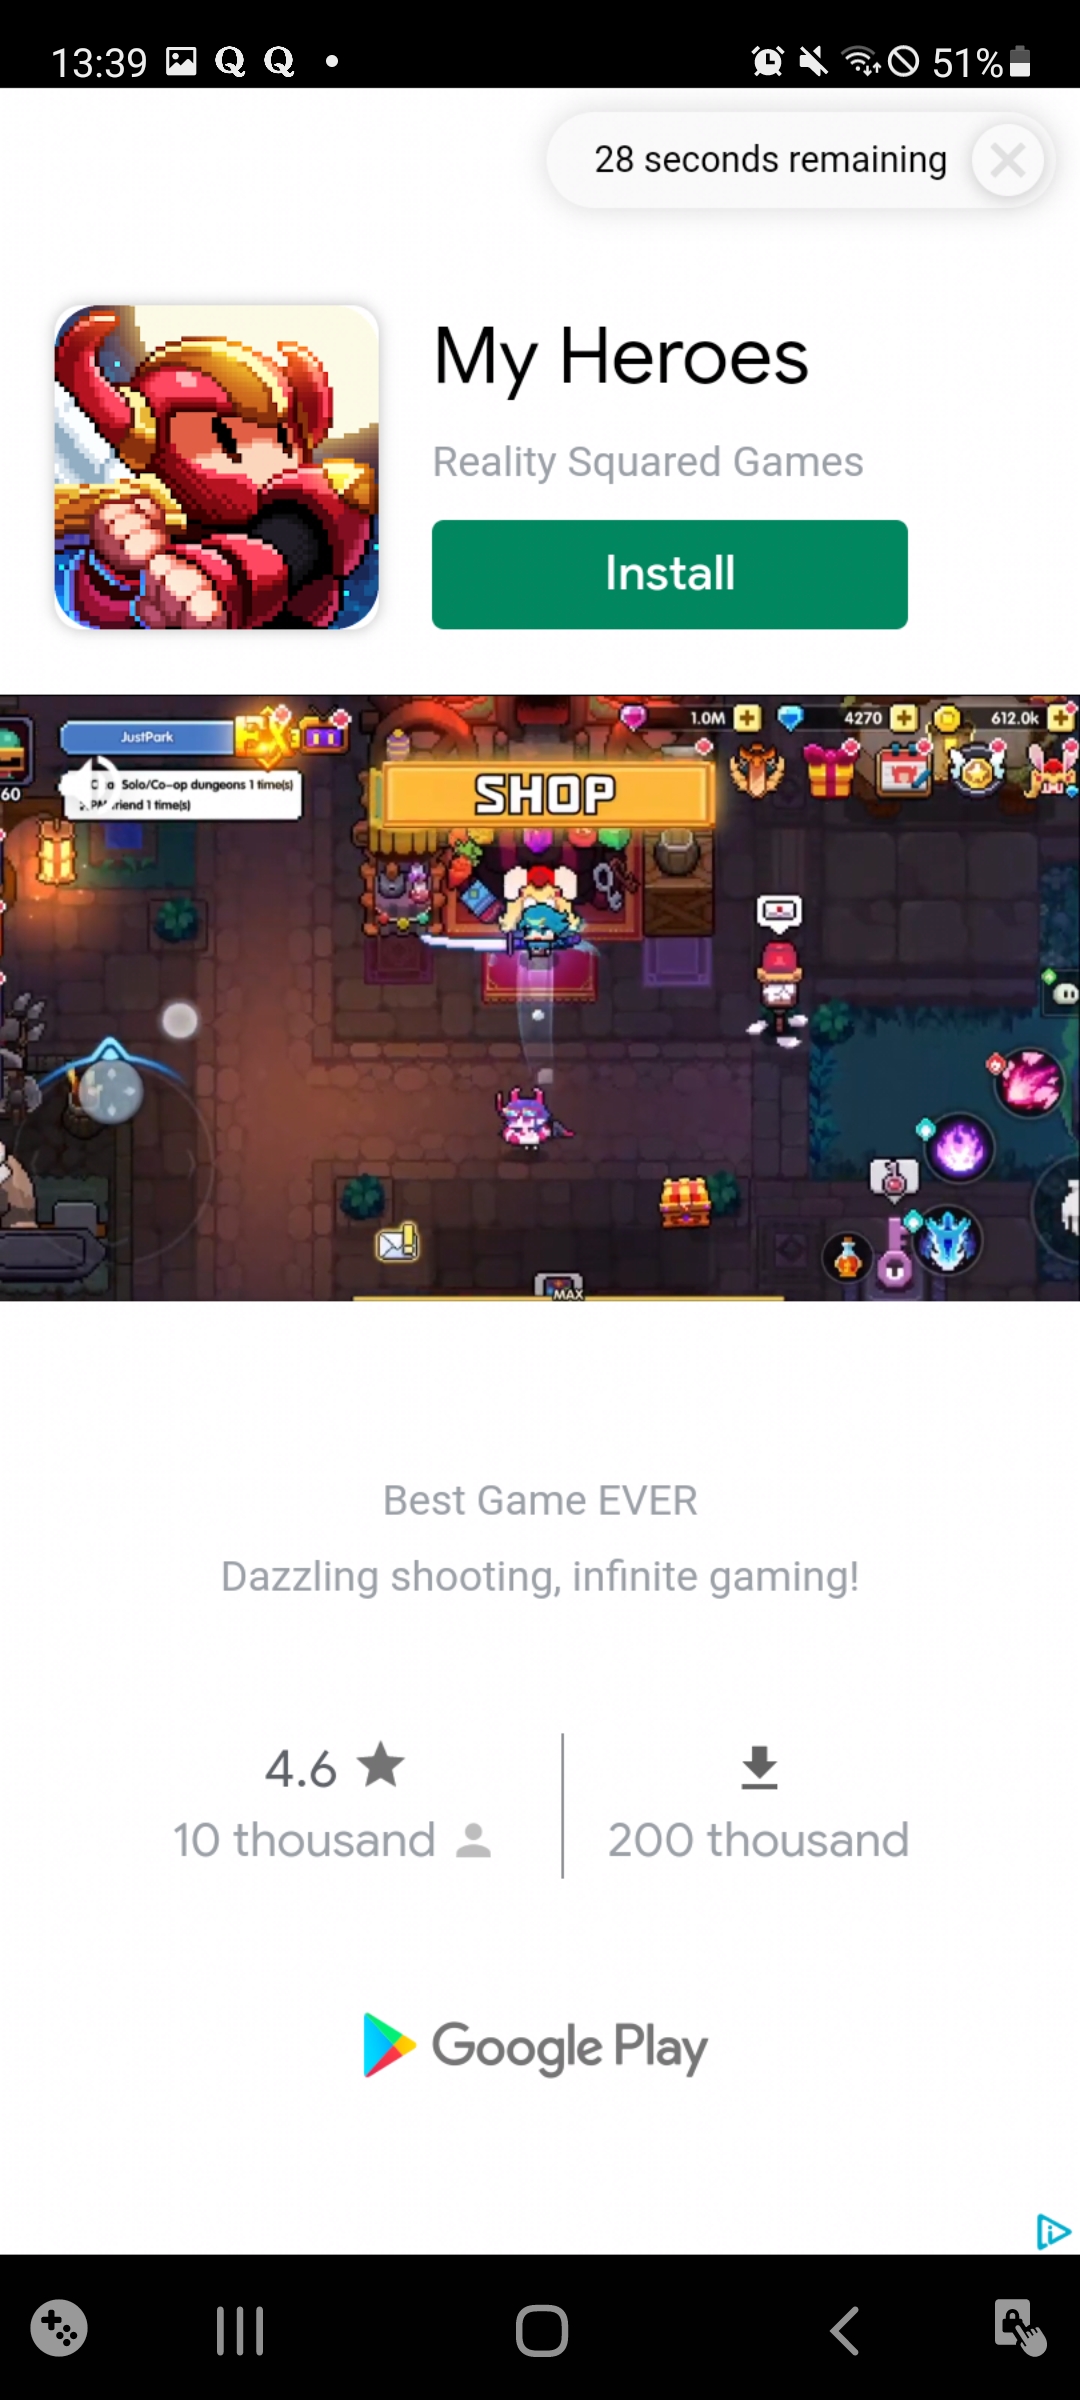 13:39
51%
28 seconds remaining
My Heroes
Reality Squared Games
Install
JustPark
1.0M
4270
612.0k
60
Solo/Co-op dungeons 1 time(s)
1 time(s)
SHOP
MAX
Best Game EVER
Dazzling shooting, infinite gaming!
4.6
10 thousand
200 thousand
Google Play